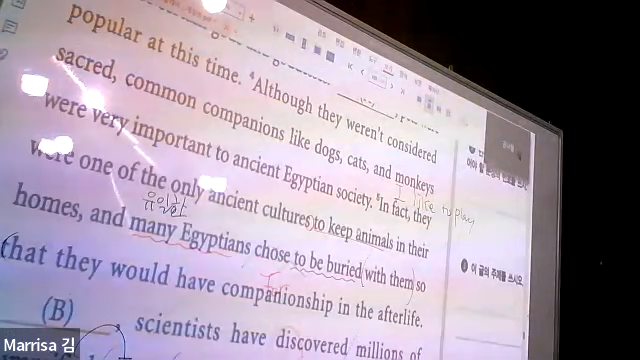 popular at this time. ⁴Although they weren't considered
sacred, common companions like dogs, cats, and monkeys
were very important to ancient Egyptian society. ⁵In fact, they
I like to play
were one of the only ancient cultures to keep animals in their
유일한
homes, and many Egyptians chose to be buried with them so
that they would have companionship in the afterlife.
(B)
scientists have discovered millions of
이 글의 주제를 쓰시오.
Marrisa 김